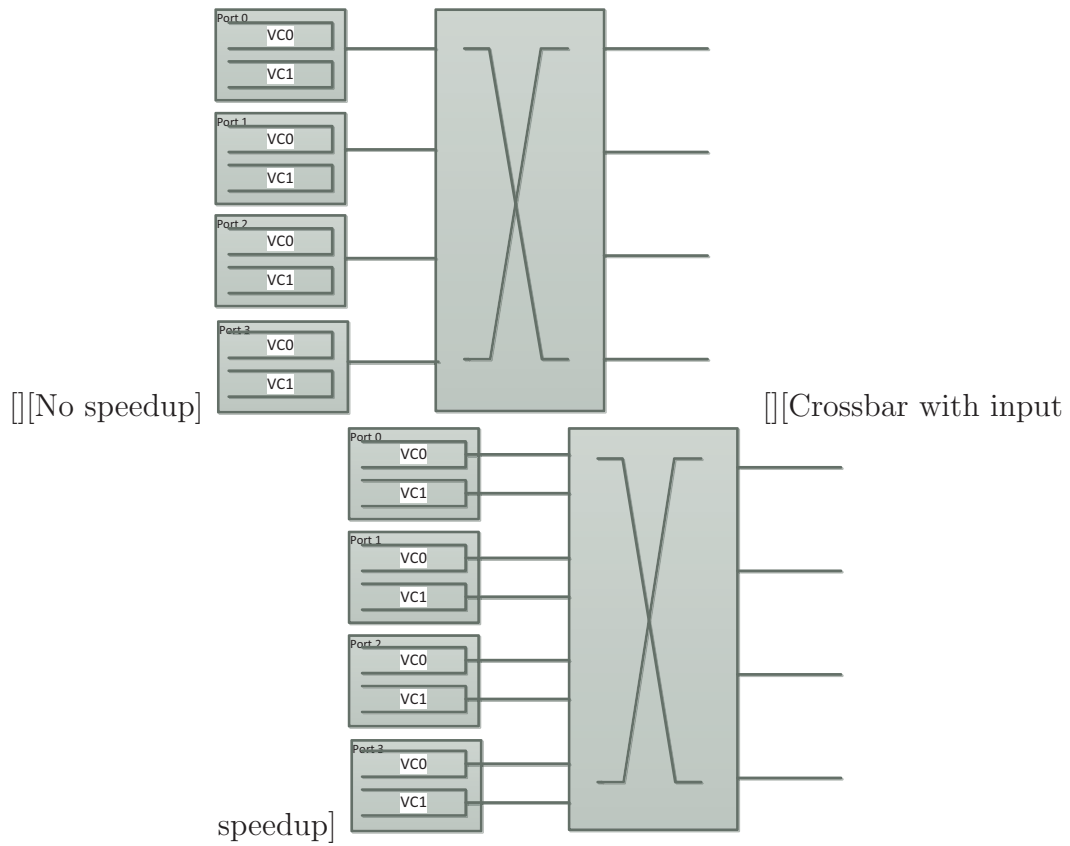 Port 0
VC0
VC1
Port 1
VC0
VC1
Port 2
VC0
VC1
Port 3
VC0
VC1
[][No speedup]
[][Crossbar with input
Port 0
VC0
VC1
Port 1
VC0
VC1
Port 2
VC0
VC1
Port 3
VC0
VC1
speedup]